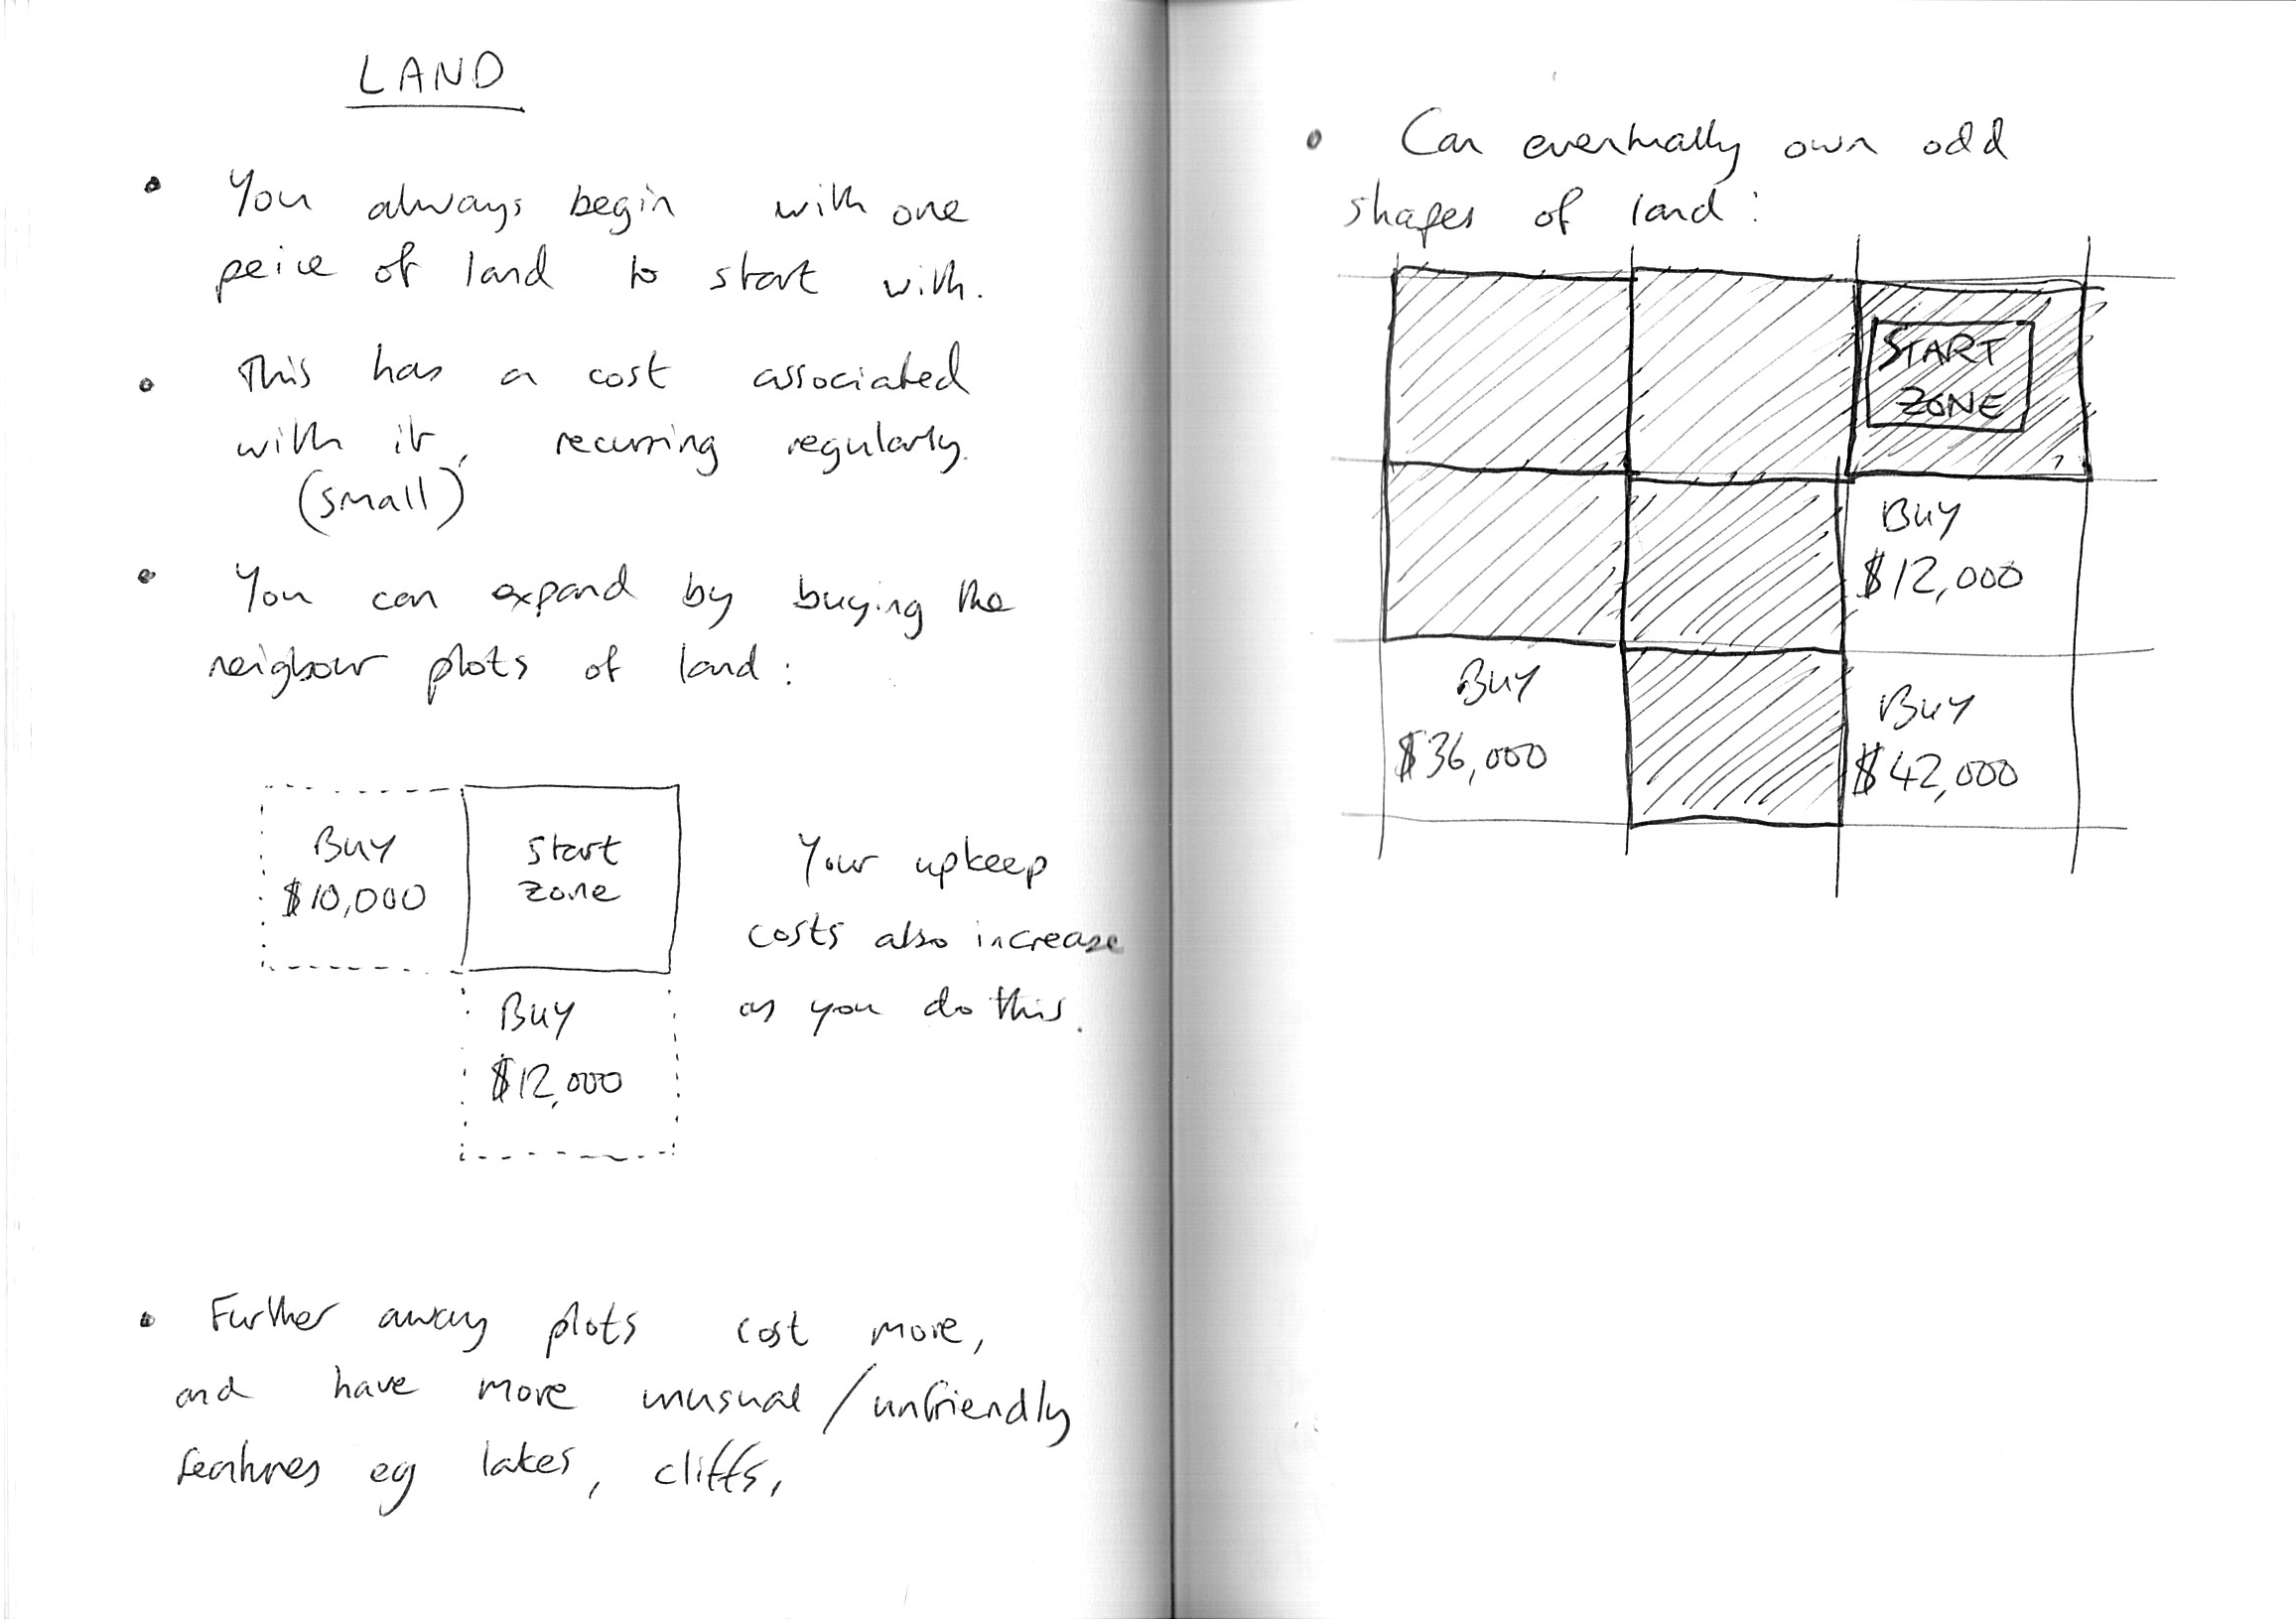 LAND
• You always begin with one
peice of land to start with.
• This has a cost associated
with it, recurring regularly.
(small)
• You can expand by buying the
neigbour plots of land:
Buy
$10,000
Start
zone
Buy
$12,000
Your upkeep
costs also increase
as you do this.
• Further away plots cost more,
and have more unusual/unfriendly
features eg lakes, cliffs,
• Can eventually own odd
shapes of land:
START
ZONE
Buy
$12,000
Buy
$36,000
Buy
$42,000